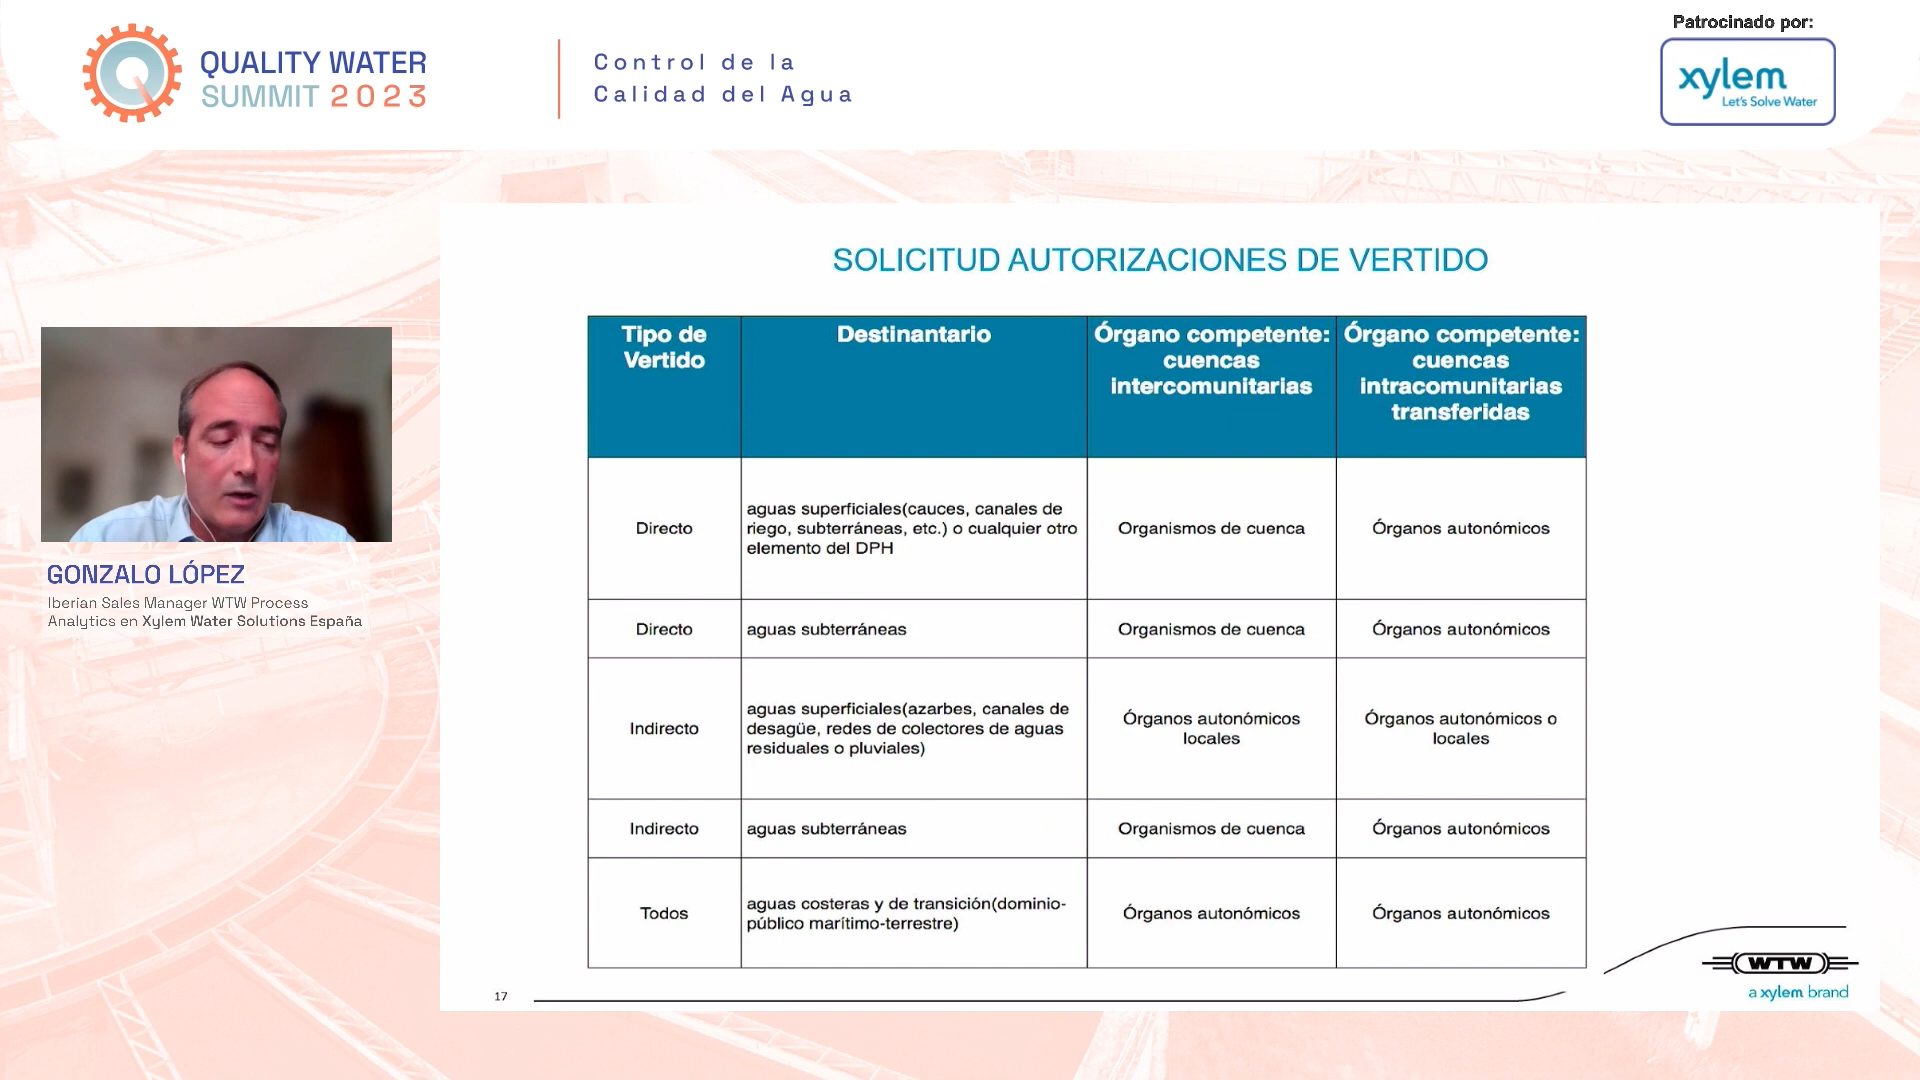 QUALITY WATER
SUMMIT 2023
Control de la
Calidad del Agua
Patrocinado por:
xylem
Let's Solve Water
GONZALO LÓPEZ
Iberian Sales Manager WTW Process
Analytics en Xylem Water Solutions España
SOLICITUD AUTORIZACIONES DE VERTIDO
Tipo de
Vertido
Destinantario
Órgano competente:
cuencas
intercomunitarias
Órgano competente:
cuencas
intracomunitarias
transferidas
Directo
aguas superficiales(cauces, canales de
riego, subterráneas, etc.) o cualquier otro
elemento del DPH
Organismos de cuenca
Órganos autonómicos
Directo
aguas subterráneas
Organismos de cuenca
Órganos autonómicos
Indirecto
aguas superficiales(azarbes, canales de
desagüe, redes de colectores de aguas
residuales o pluviales)
Órganos autonómicos
locales
Órganos autonómicos o
locales
Indirecto
aguas subterráneas
Organismos de cuenca
Órganos autonómicos
Todos
aguas costeras y de transición(dominio-
público marítimo-terrestre)
Órganos autonómicos
Órganos autonómicos
17
WTW
a xylem brand